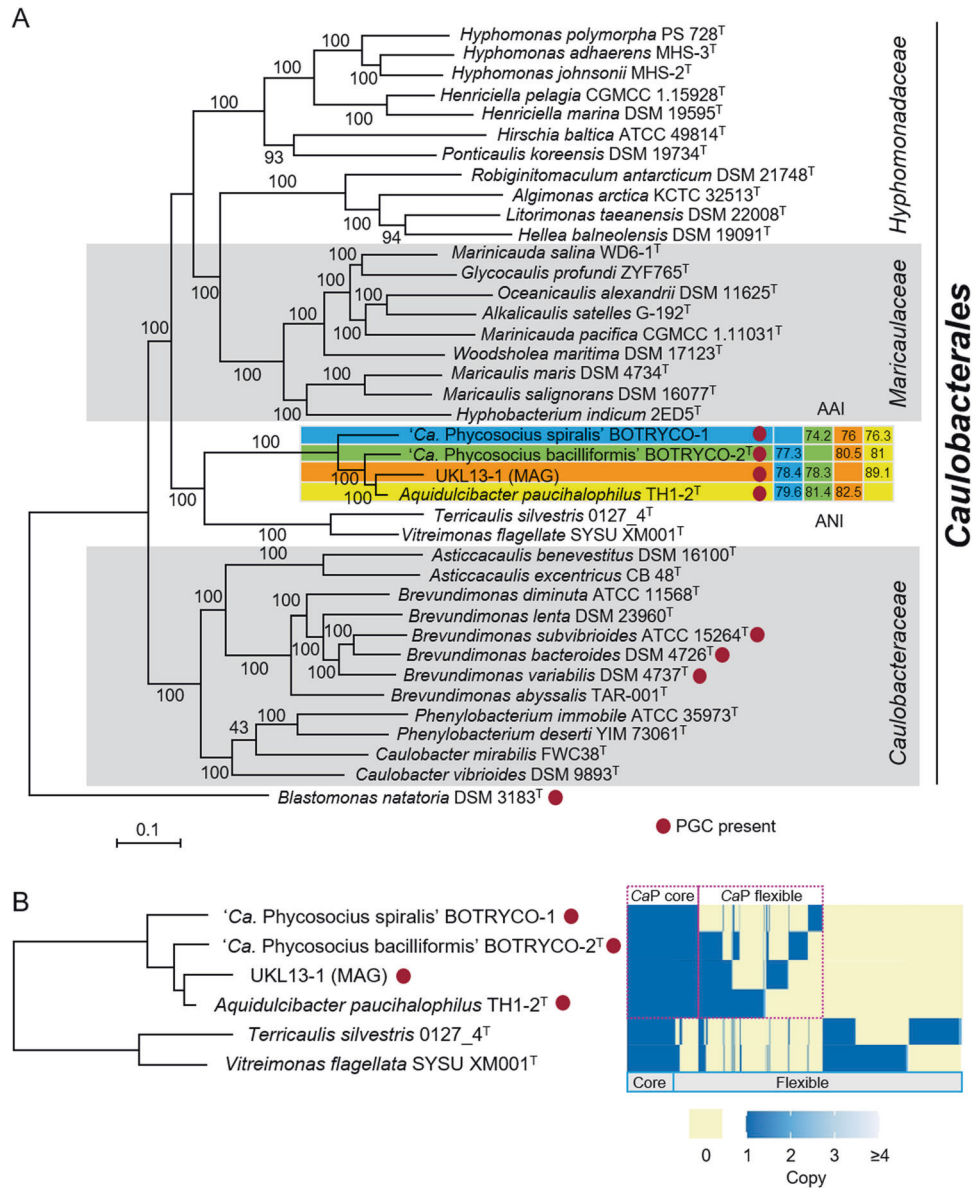 A
Hyphomonas polymorpha PS 728T
100
Hyphomonas adhaerens MHS-3T
100
100
Hyphomonas johnsonii MHS-2T
Henriciella pelagia CGMCC 1.15928T
100
100
Henriciella marina DSM 19595T
Hirschia baltica ATCC 49814T
93
Ponticaulis koreensis DSM 19734T
Robiginitomaculum antarcticum DSM 21748T
100
Algimonas arctica KCTC 32513T
100
Litorimonas taeanensis DSM 22008T
94
Hellea balneolensis DSM 19091T
Hyphomonadaceae
Marinicauda salina WD6-1T
100
Glycocaulis profundi ZYF765T
100
100
Oceanicaulis alexandrii DSM 11625T
100
Alkalicaulis satelles G-192T
100
Marinicauda pacifica CGMCC 1.11031T
100
Woodsholea maritima DSM 17123T
100
100
Maricaulis maris DSM 4734T
Maricaulis salignorans DSM 16077T
100
Hyphobacterium indicum 2ED5T
Maricaulaceae
AAI
100
'Ca. Phycosocius spiralis' BOTRYCO-1 74.2 76 76.3
'Ca. Phycosocius bacilliformis' BOTRYCO-2T 77.3 80.5 81
100
UKL13-1 (MAG) 78.4 78.3 89.1
100
100
Aquidulcibacter paucihalophilus TH1-2T 79.6 81.4 82.5
ANI
Terricaulis silvestris 0127_4T
100
Vitreimonas flagellate SYSU XM001T
Caulobacterales
100
Asticcacaulis benevestitus DSM 16100T
Asticcacaulis excentricus CB 48T
100
100
Brevundimonas diminuta ATCC 11568T
Brevundimonas lenta DSM 23960T
100
Brevundimonas subvibrioides ATCC 15264T
100
100
Brevundimonas bacteroides DSM 4726T
100
100
Brevundimonas variabilis DSM 4737T
Brevundimonas abyssalis TAR-001T
100
Phenylobacterium immobile ATCC 35973T
43
Phenylobacterium deserti YIM 73061T
Caulobacter mirabilis FWC38T
100
Caulobacter vibrioides DSM 9893T
Caulobacteraceae
Blastomonas natatoria DSM 3183T
0.1
PGC present
B
CaP core CaP flexible
'Ca. Phycosocius spiralis' BOTRYCO-1
'Ca. Phycosocius bacilliformis' BOTRYCO-2T
UKL13-1 (MAG)
Aquidulcibacter paucihalophilus TH1-2T
Terricaulis silvestris 0127_4T
Vitreimonas flagellata SYSU XM001T
Core Flexible
0 1 2 3 ≥4
Copy